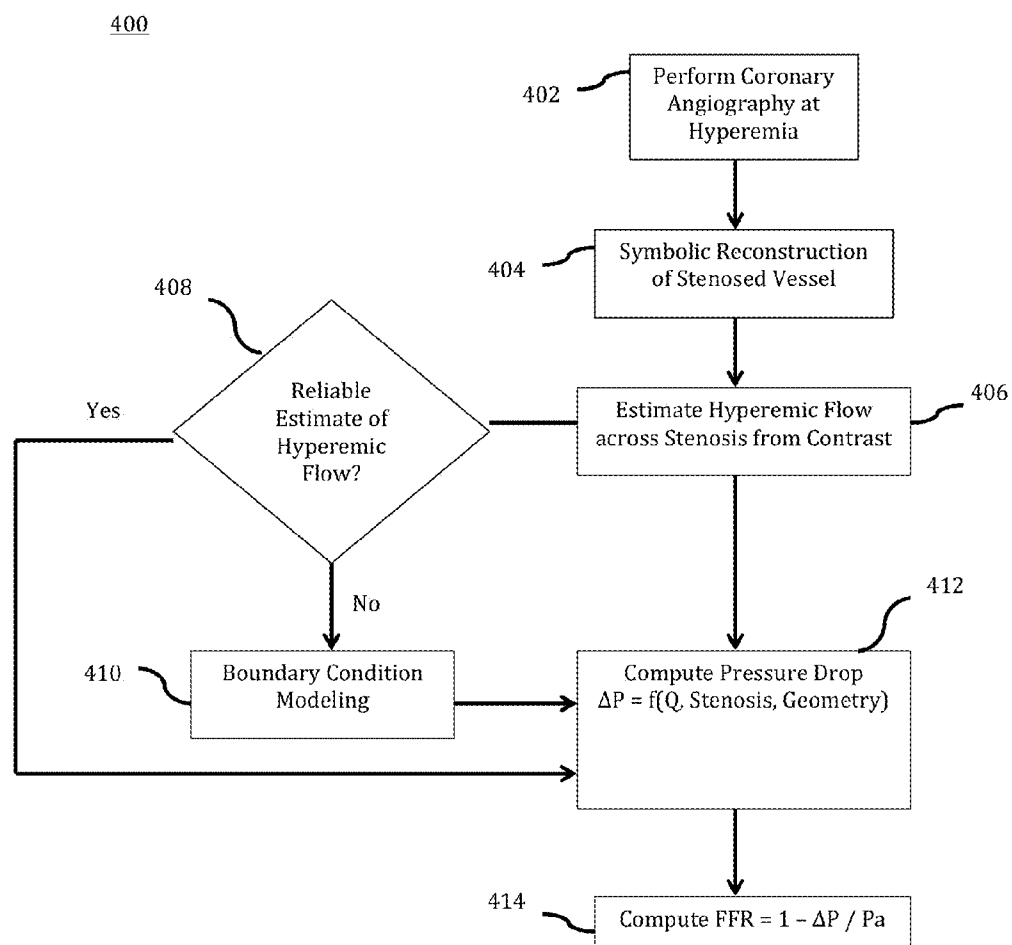 400
402
Perform Coronary
Angiography at
Hyperemia
404
Symbolic Reconstruction
of Stenosed Vessel
406
Estimate Hyperemic Flow
across Stenosis from Contrast
408
Reliable
Estimate of
Hyperemic
Flow?
Yes
No
410
Boundary Condition
Modeling
412
Compute Pressure Drop
ΔP = f(Q, Stenosis, Geometry)
414
Compute FFR = 1 – ΔP / Pa